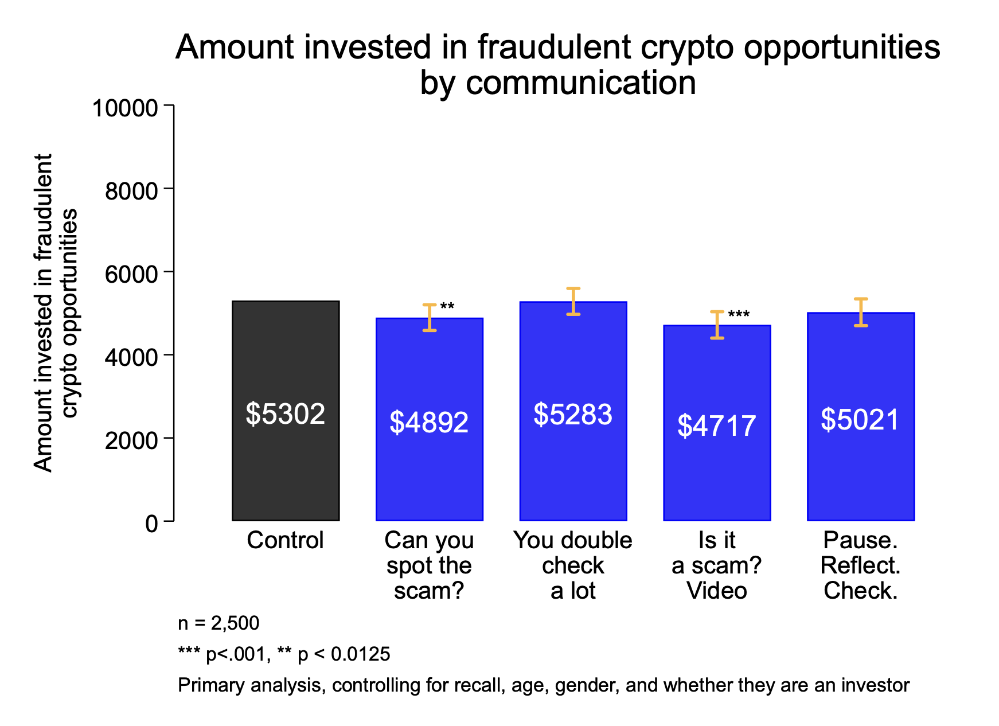 Amount invested in fraudulent crypto opportunities
by communication
Amount invested in fraudulent
crypto opportunities
10000
8000
6000
4000
2000
0
**
***
$5302
$4892
$5283
$4717
$5021
Control
Can you
spot the
scam?
You double
check
a lot
Is it
a scam?
Video
Pause.
Reflect.
Check.
n = 2,500
*** p<.001, ** p < 0.0125
Primary analysis, controlling for recall, age, gender, and whether they are an investor